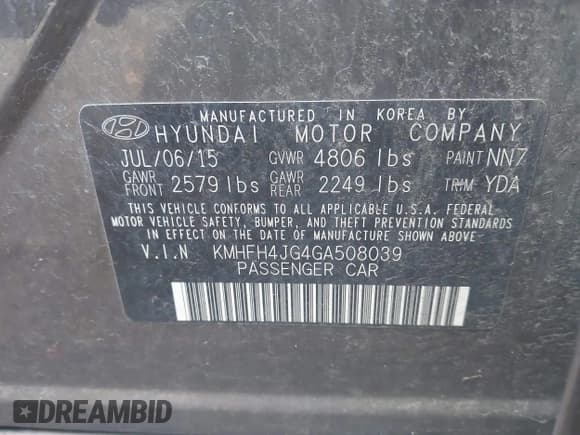 MANUFACTURED IN KOREA BY
HYUNDAI MOTOR COMPANY
JUL/06/15 GVWR 4806 lbs PAINT NN7
GAWR FRONT 2579 lbs GAWR REAR 2249 lbs TRIM YDA
THIS VEHICLE CONFORMS TO ALL APPLICABLE U.S.A. FEDERAL
MOTOR VEHICLE SAFETY, BUMPER, AND THEFT PREVENTION STANDARDS
IN EFFECT ON THE DATE OF MANUFACTURE SHOWN ABOVE
V.I.N KMHFH4JG4GA508039
PASSENGER CAR
DREAMBID